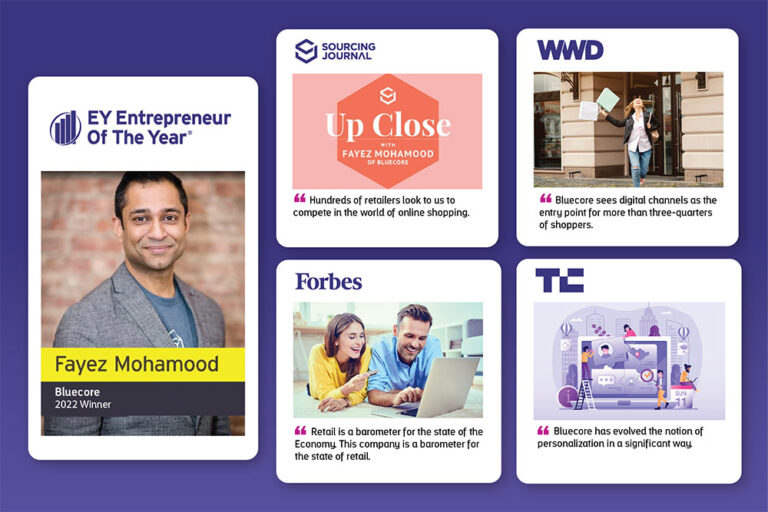 EY Entrepreneur
Of The Year®
Fayez Mohamood
Bluecore
2022 Winner
SOURCING
JOURNAL
Up Close
WITH
FAYEZ MOHAMOOD
OF BLUECORE
❝ Hundreds of retailers look to us to
compete in the world of online shopping.
WWD
❝ Bluecore sees digital channels as the
entry point for more than three-quarters
of shoppers.
Forbes
❝ Retail is a barometer for the state of the
Economy. This company is a barometer for
the state of retail.
TC
SUN
11
❝ Bluecore has evolved the notion of
personalization in a significant way.